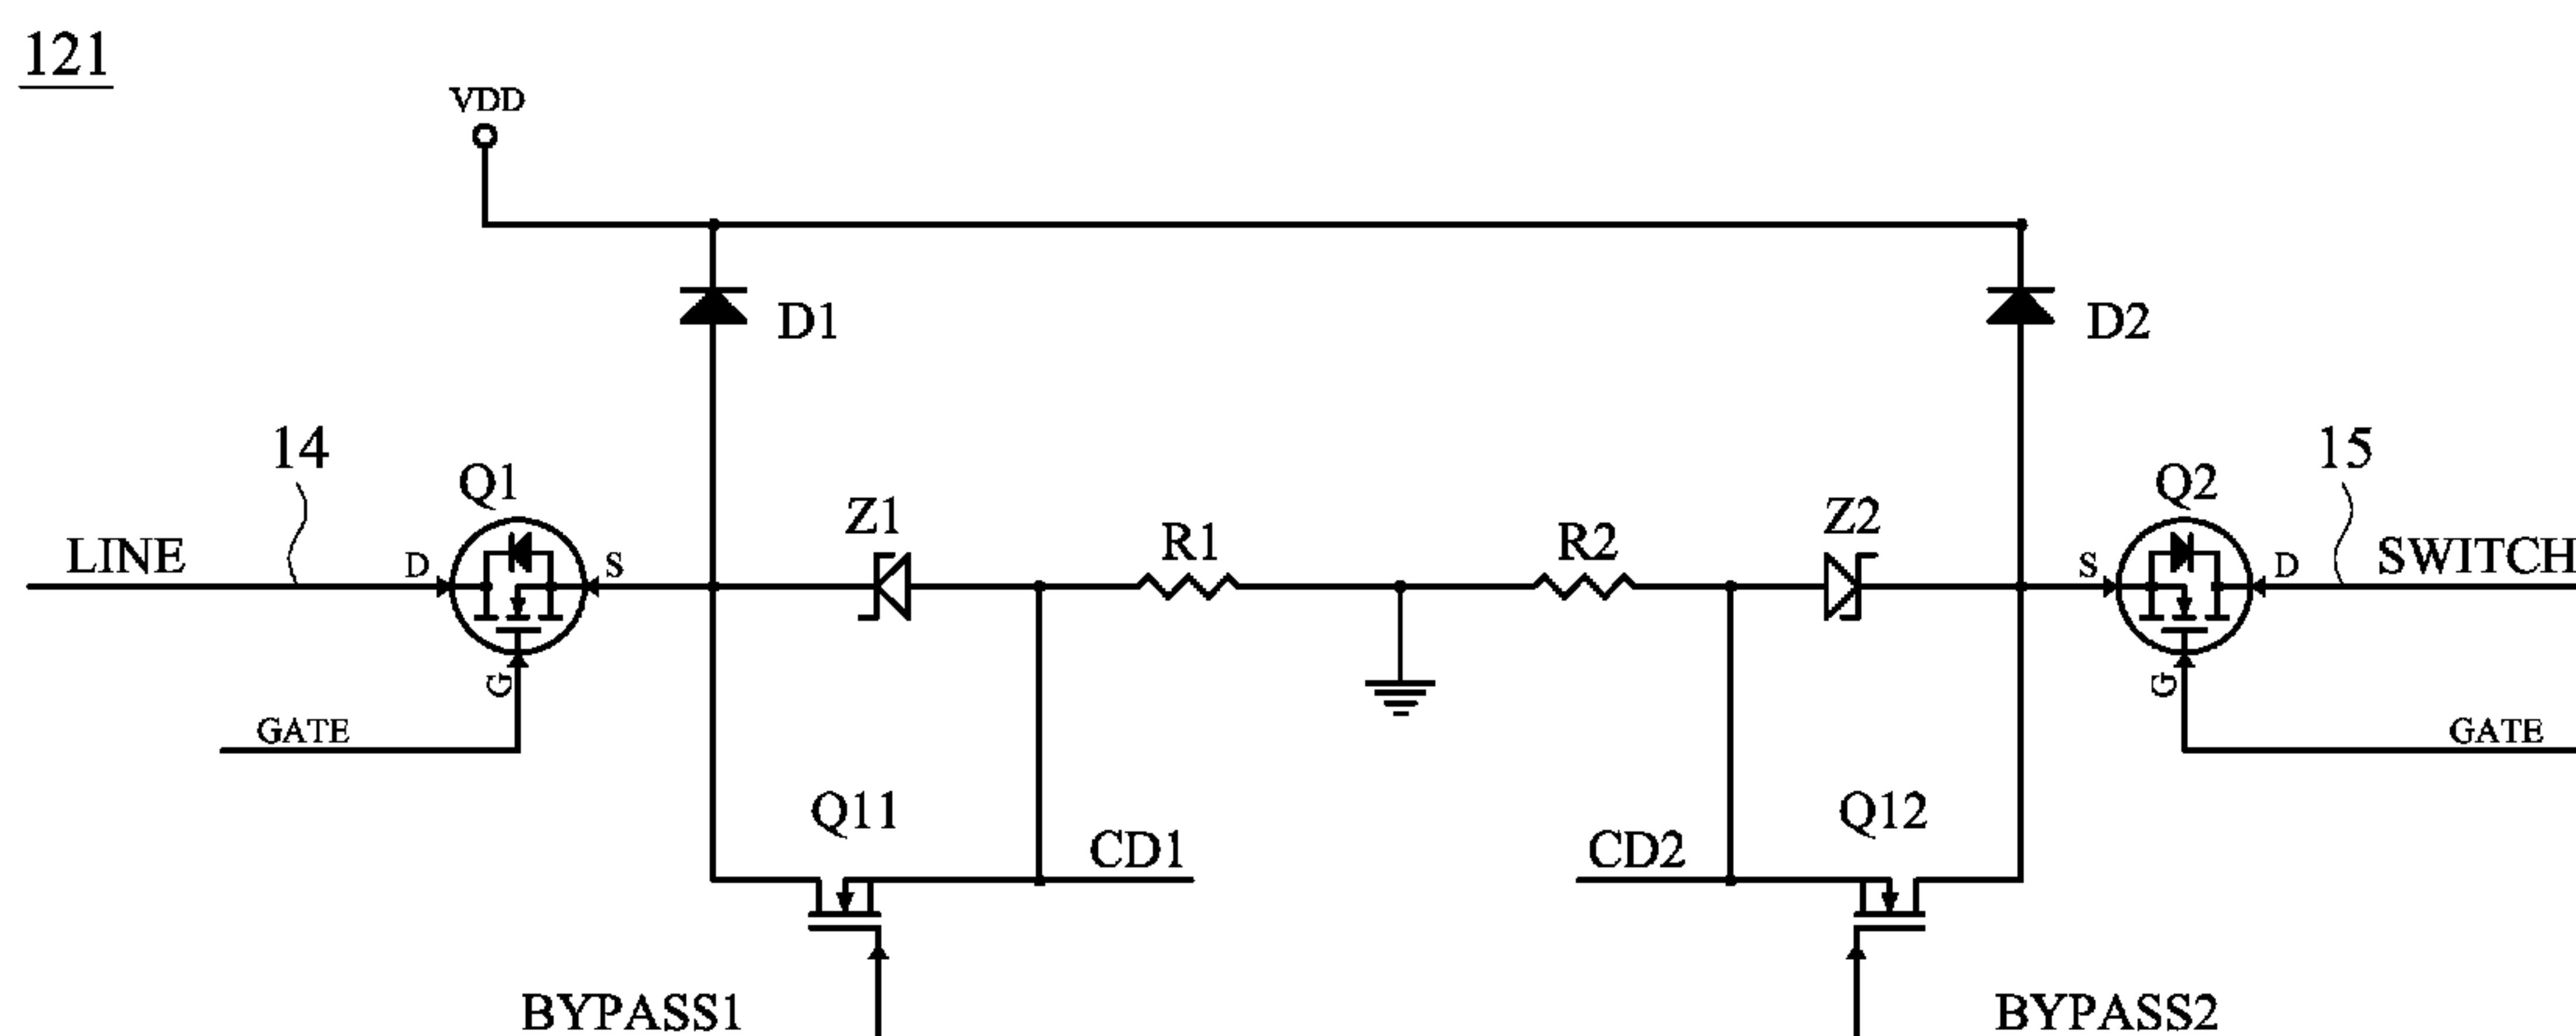 121
VDD
D1
D2
14
15
Q1
Q2
Z1
Z2
R1
R2
LINE
D
S
S
D
SWITCH
G
G
GATE
GATE
Q11
Q12
CD1
CD2
BYPASS1
BYPASS2